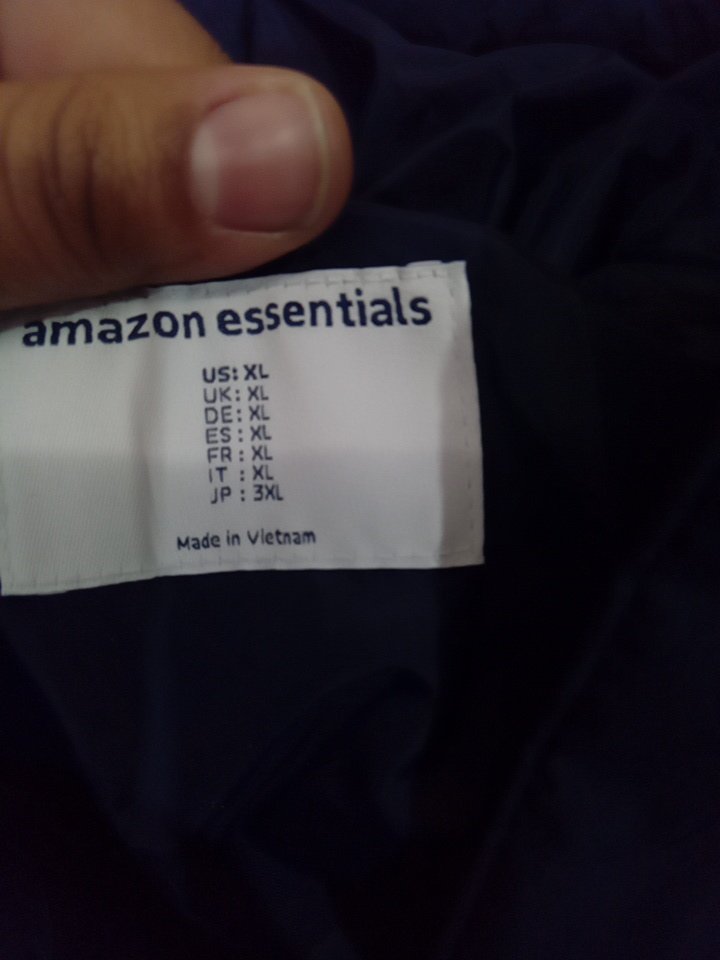 amazon essentials
US: XL
UK: XL
DE: XL
ES : XL
FR : XL
IT : XL
JP : 3XL
Made in Vietnam